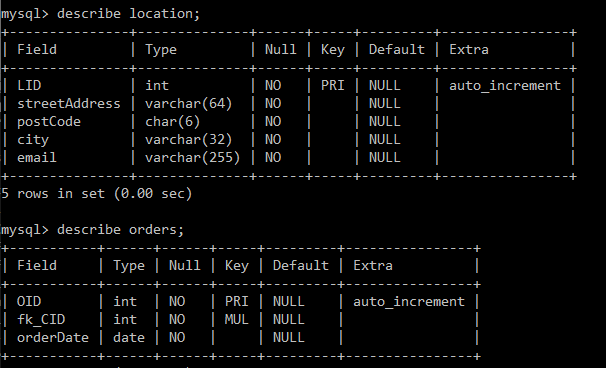 mysql> describe location;
+---------------+--------------+------+-----+---------+----------------+
| Field | Type | Null | Key | Default | Extra |
+---------------+--------------+------+-----+---------+----------------+
| LID | int | NO | PRI | NULL | auto_increment |
| streetAddress | varchar(64) | NO | | NULL | |
| postCode | char(6) | NO | | NULL | |
| city | varchar(32) | NO | | NULL | |
| email | varchar(255) | NO | | NULL | |
+---------------+--------------+------+-----+---------+----------------+
5 rows in set (0.00 sec)
mysql> describe orders;
+-----------+------+------+-----+---------+----------------+
| Field | Type | Null | Key | Default | Extra |
+-----------+------+------+-----+---------+----------------+
| OID | int | NO | PRI | NULL | auto_increment |
| fk_CID | int | NO | MUL | NULL | |
| orderDate | date | NO | | NULL | |
+-----------+------+------+-----+---------+----------------+